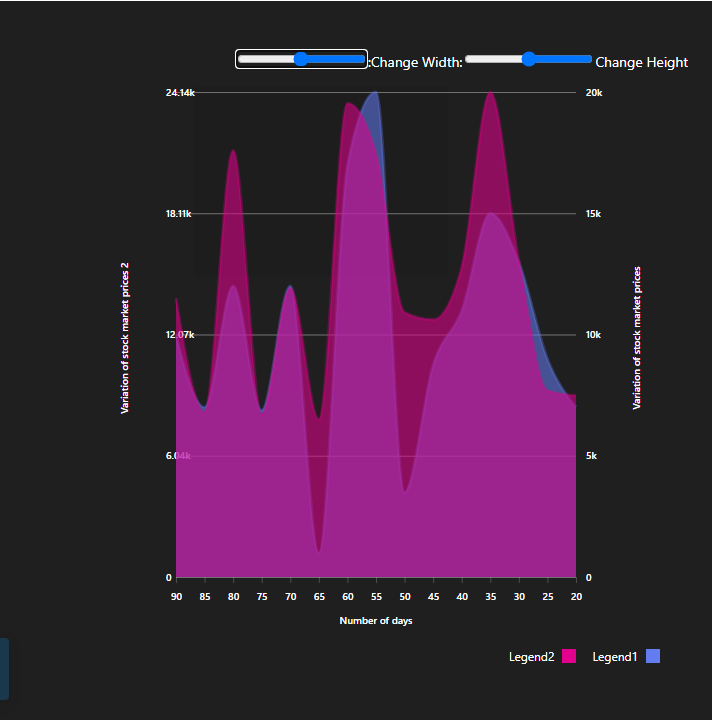 :Change Width: Change Height
24.14k
20k
18.11k
15k
Variation of stock market prices 2
Variation of stock market prices
12.07k
10k
6.04k
5k
0
0
90 85 80 75 70 65 60 55 50 45 40 35 30 25 20
Number of days
Legend2 Legend1